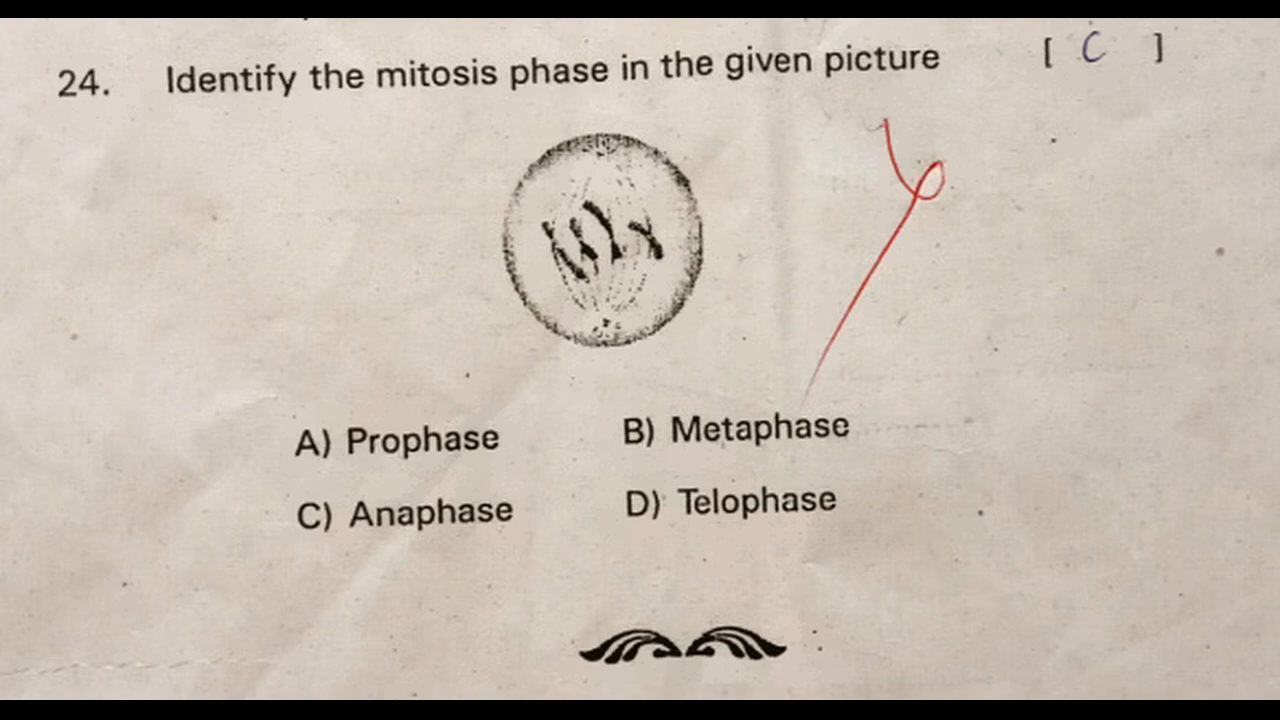 24. Identify the mitosis phase in the given picture [ C ]
A) Prophase B) Metaphase
C) Anaphase D) Telophase